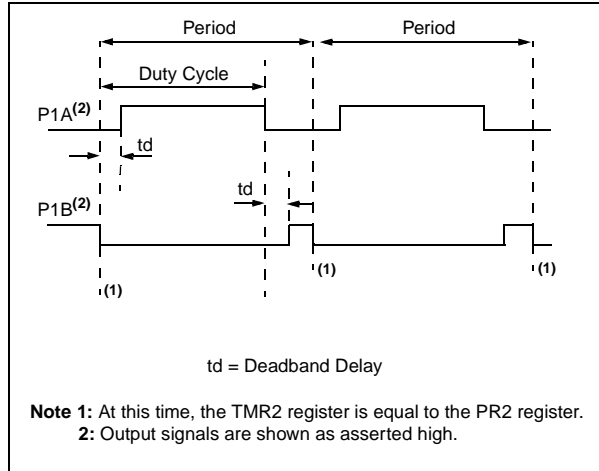 Period Period
Duty Cycle
P1A(2)
td
td
P1B(2)
(1) (1) (1)
td = Deadband Delay
Note 1: At this time, the TMR2 register is equal to the PR2 register.
2: Output signals are shown as asserted high.